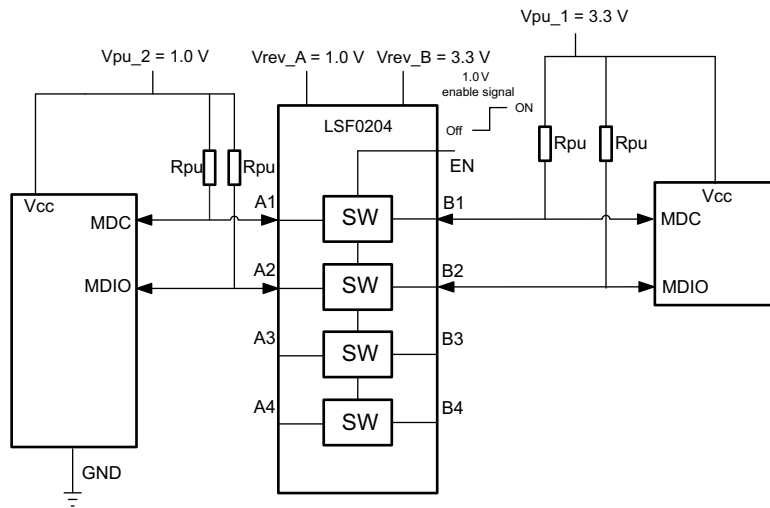 Vpu_1 = 3.3 V
Vpu_2 = 1.0 V
Vrev_A = 1.0 V
Vrev_B = 3.3 V
1.0 V
enable signal
ON
Off
LSF0204
EN
Rpu
Rpu
Rpu
Rpu
Vcc
Vcc
MDC
A1
SW
B1
MDC
MDIO
A2
SW
B2
MDIO
A3
SW
B3
A4
SW
B4
GND